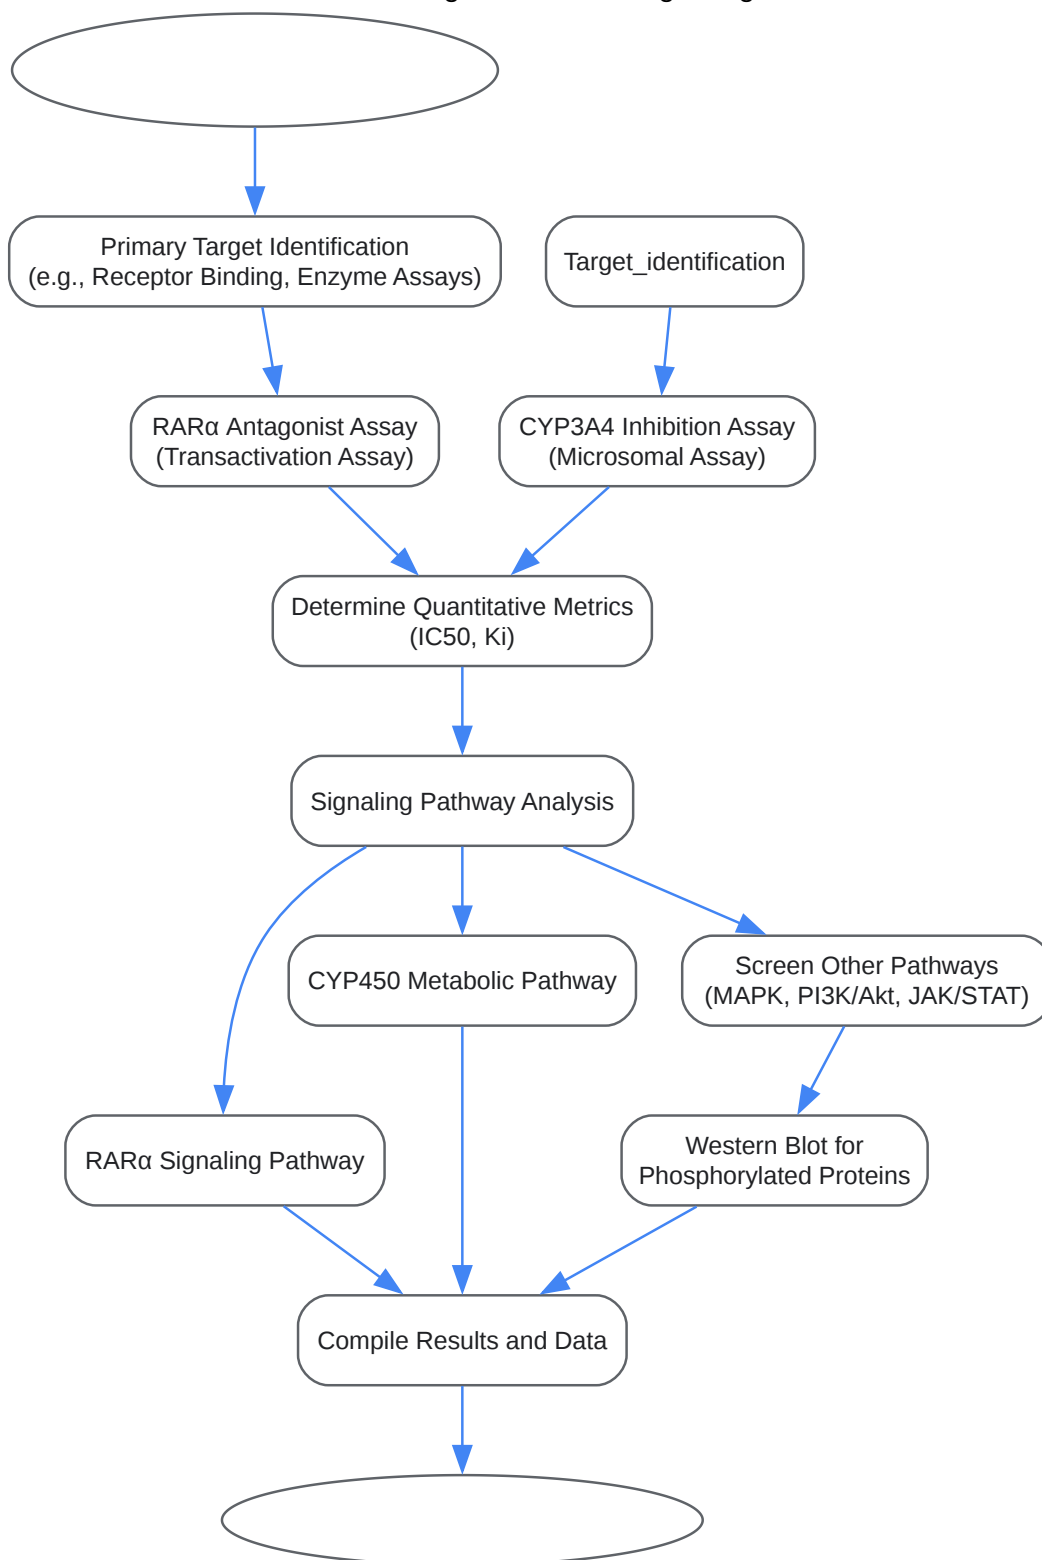 Primary Target Identification
(e.g., Receptor Binding, Enzyme Assays)
Target_identification
RARα Antagonist Assay
(Transactivation Assay)
CYP3A4 Inhibition Assay
(Microsomal Assay)
Determine Quantitative Metrics
(IC50, Ki)
Signaling Pathway Analysis
CYP450 Metabolic Pathway
Screen Other Pathways
(MAPK, PI3K/Akt, JAK/STAT)
RARα Signaling Pathway
Western Blot for
Phosphorylated Proteins
Compile Results and Data